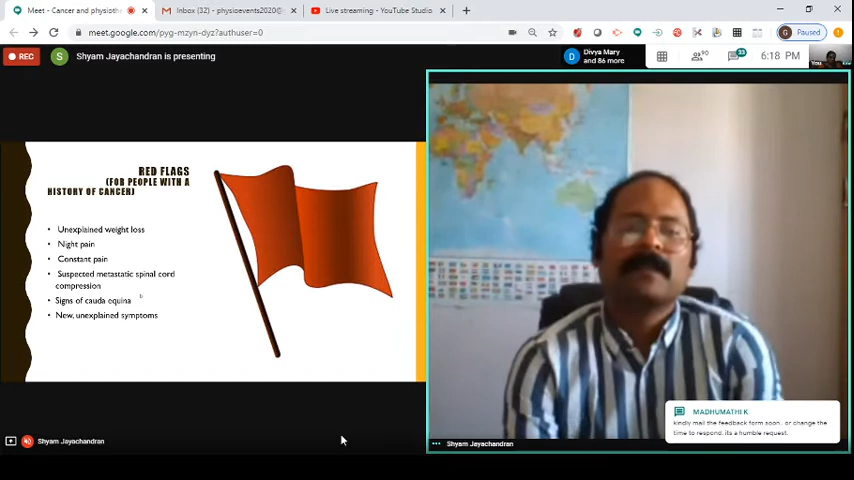 Meet - Cancer and physioth
Inbox (32) - physioevents2020@
Live streaming - YouTube Studio
meet.google.com/pyg-mzyn-dyz?authuser=0
G Paused
REC
S Shyam Jayachandran is presenting
D Divya Mary
and 86 more
90
33
6:18 PM
You
RED FLAGS
(FOR PEOPLE WITH A
HISTORY OF CANCER)
• Unexplained weight loss
• Night pain
• Constant pain
• Suspected metastatic spinal cord
compression
• Signs of cauda equina
• New, unexplained symptoms
MADHUMATHI K
kindly mail the feedback form soon.. or change the
time to respond, its a humble request.
Shyam Jayachandran
Shyam Jayachandran